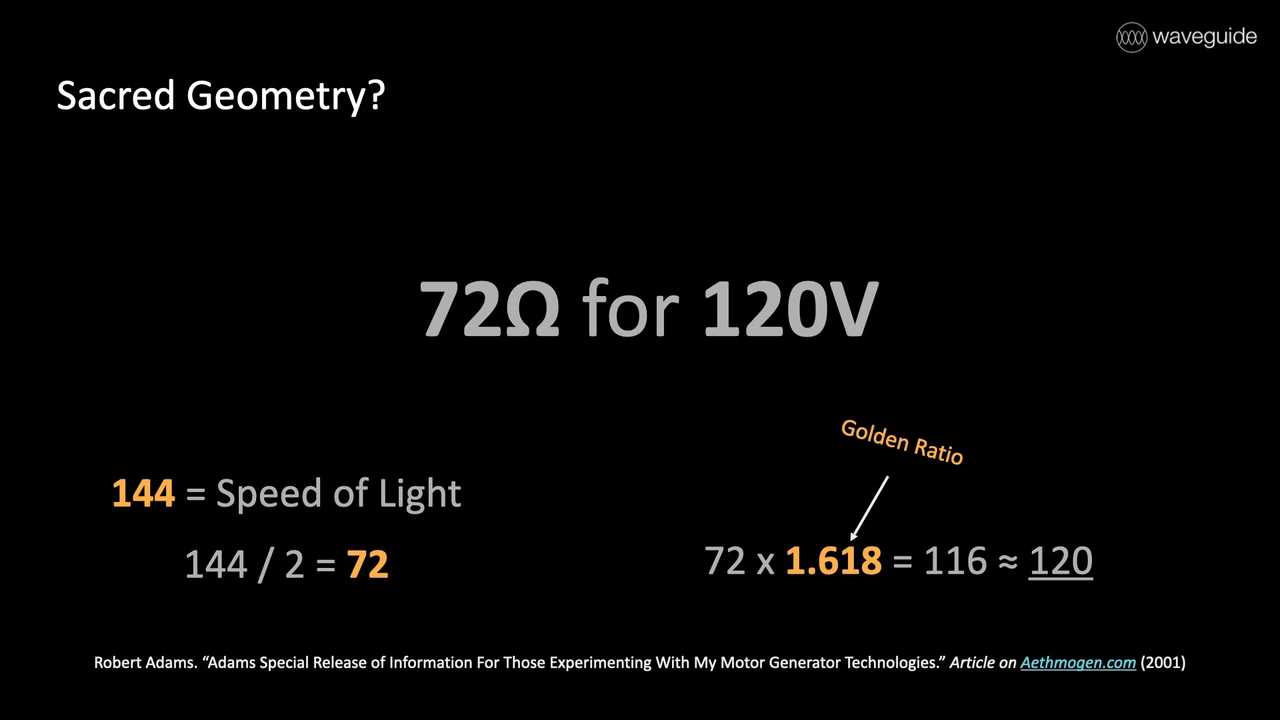 waveguide
Sacred Geometry?
72Ω for 120V
Golden Ratio
144 = Speed of Light
144 / 2 = 72
72 x 1.618 = 116 ≈ 120
Robert Adams. “Adams Special Release of Information For Those Experimenting With My Motor Generator Technologies.” Article on Aethmogen.com (2001)